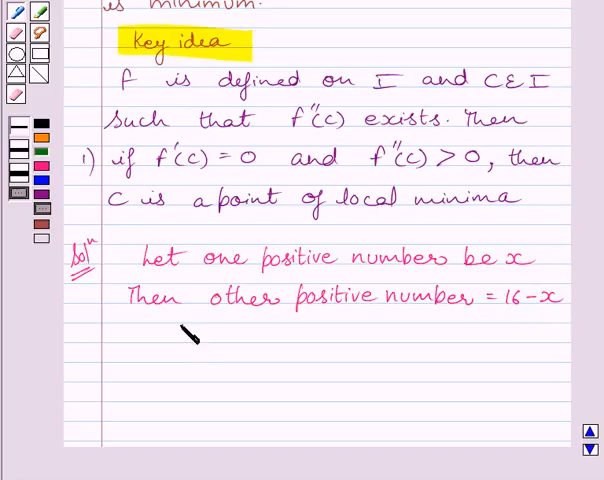 is minimum.
Key idea
f is defined on I and C ∈ I
such that f''(c) exists. Then
1) if f'(c) = 0 and f''(c) > 0, then
C is a point of local minima
Solⁿ Let one positive number be x
Then other positive number = 16 - x